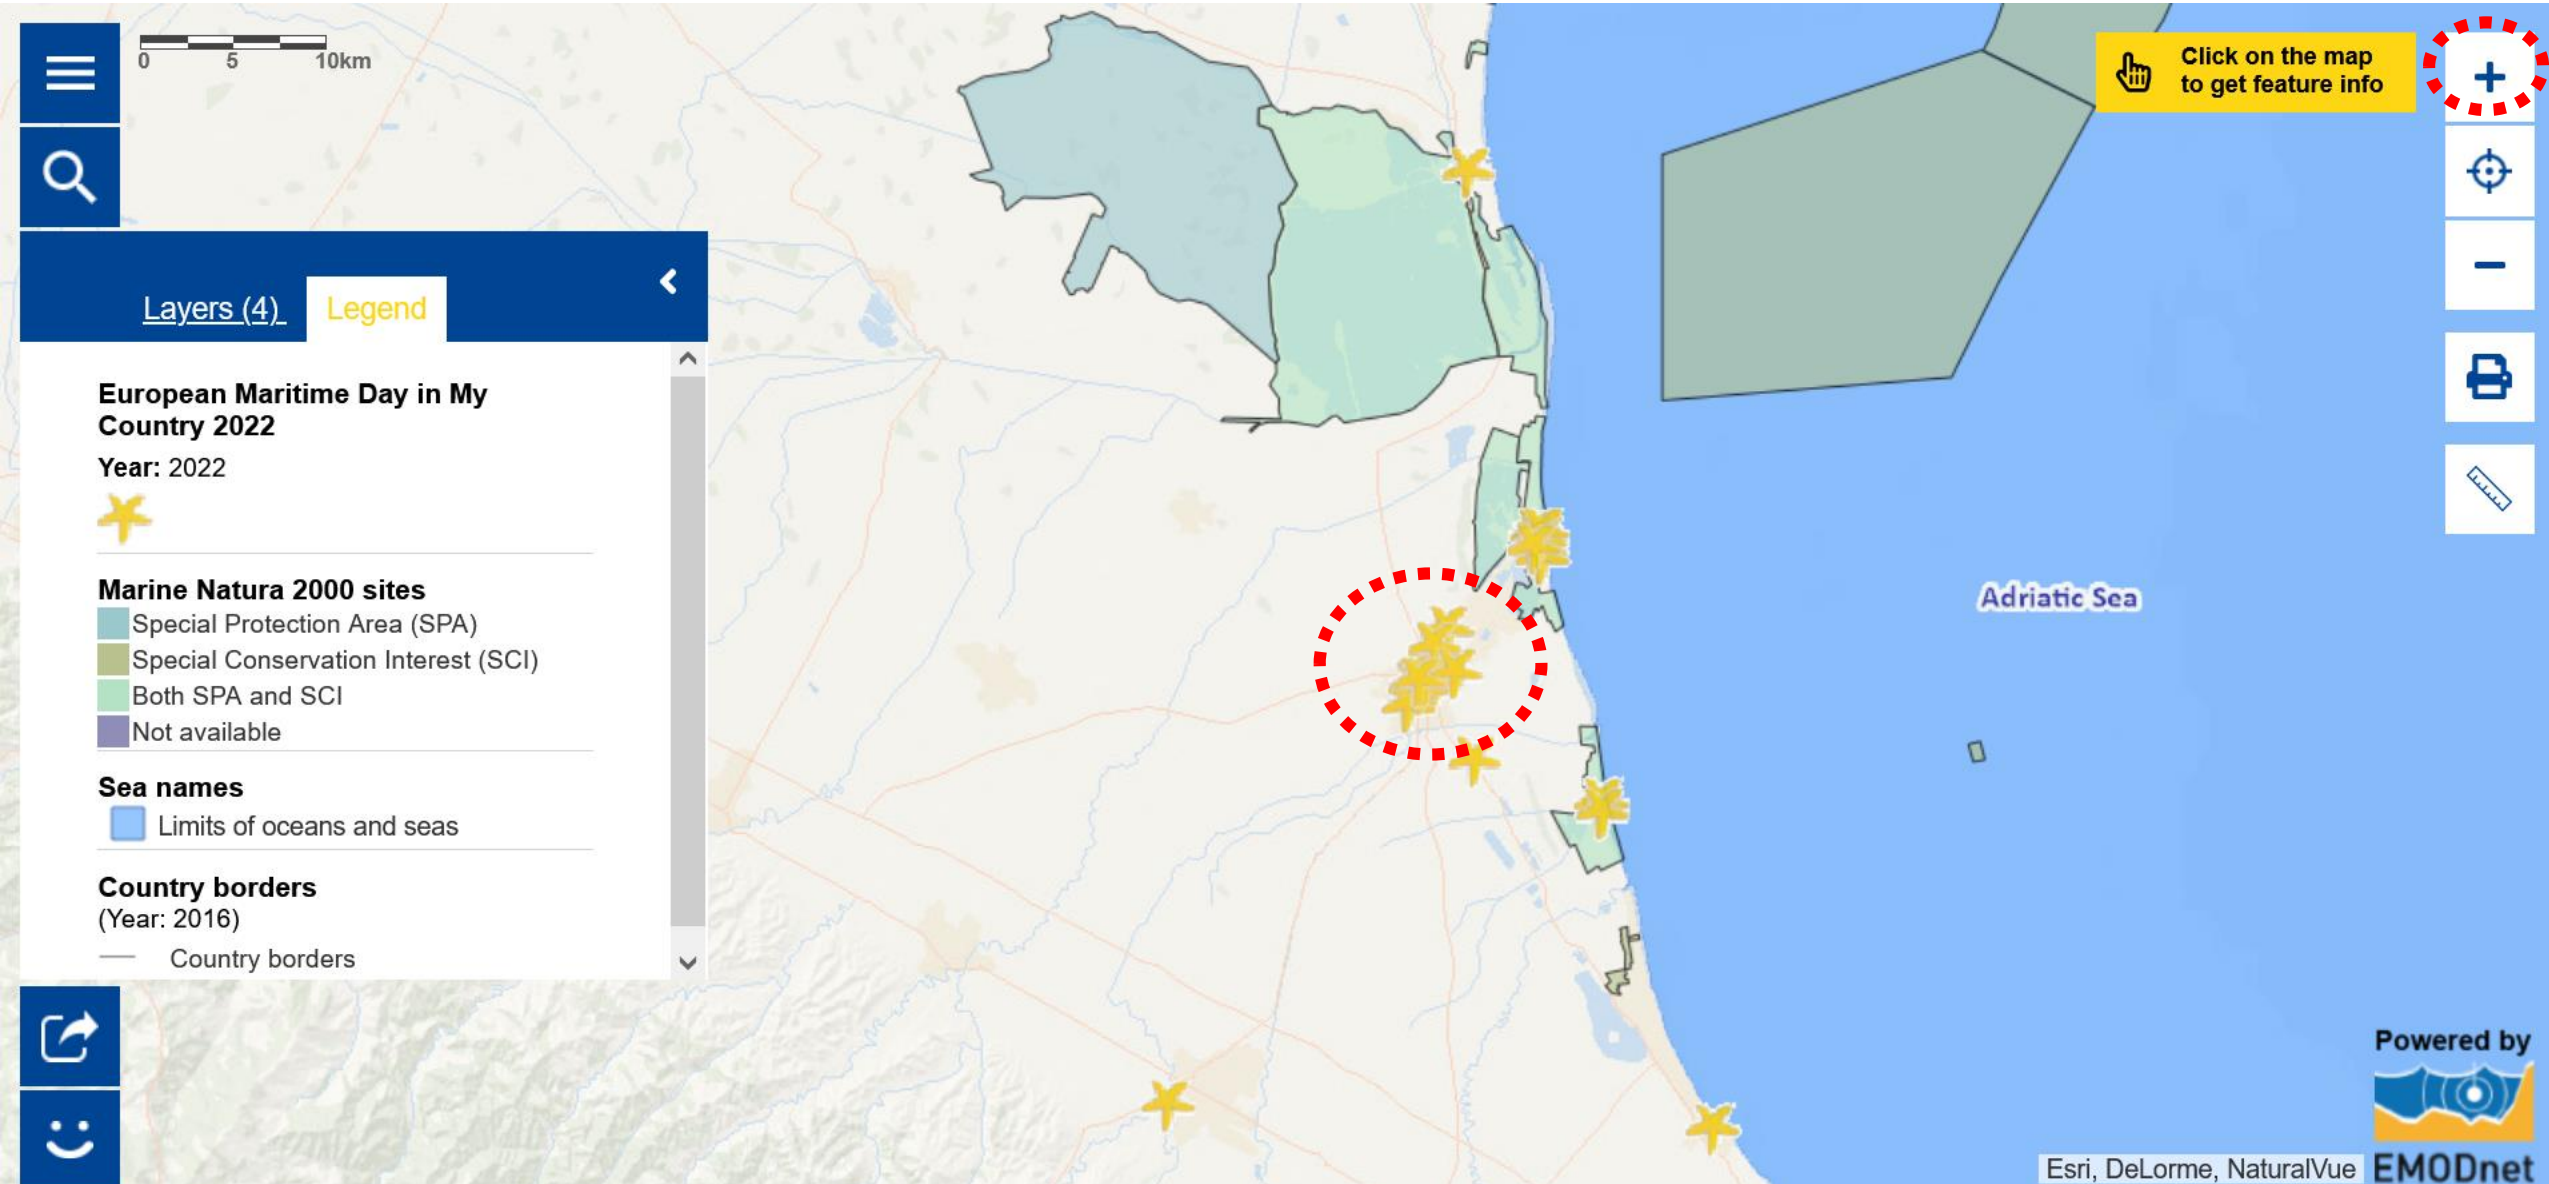 0 5 10km
Click on the map
to get feature info
Layers (4) Legend
European Maritime Day in My
Country 2022
Year: 2022
Marine Natura 2000 sites
Special Protection Area (SPA)
Special Conservation Interest (SCI)
Both SPA and SCI
Not available
Sea names
Limits of oceans and seas
Country borders
(Year: 2016)
Country borders
Adriatic Sea
Powered by
EMODnet
Esri, DeLorme, NaturalVue